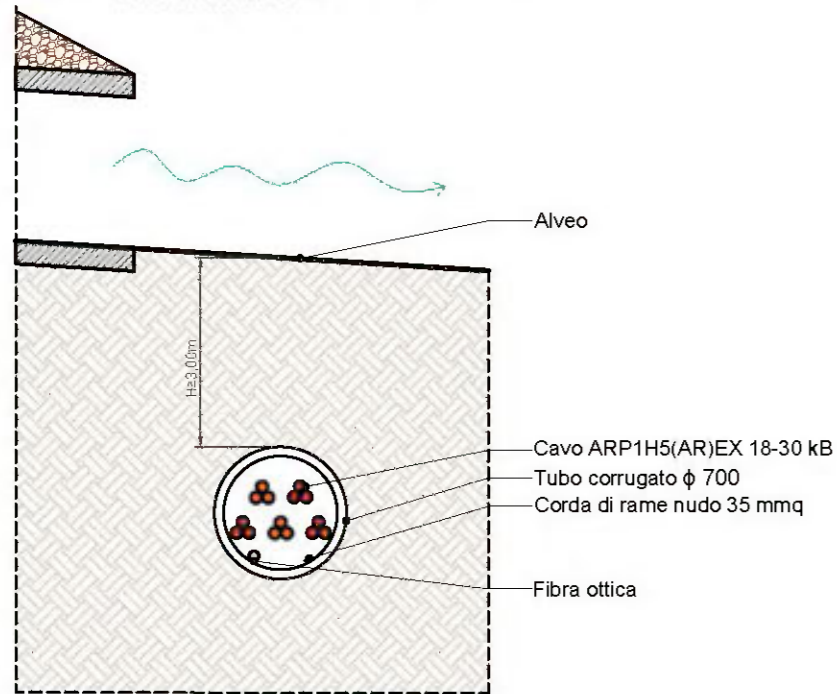 Alveo
H≥3,00m
Cavo ARP1H5(AR)EX 18-30 kB
Tubo corrugato ϕ 700
Corda di rame nudo 35 mmq
Fibra ottica